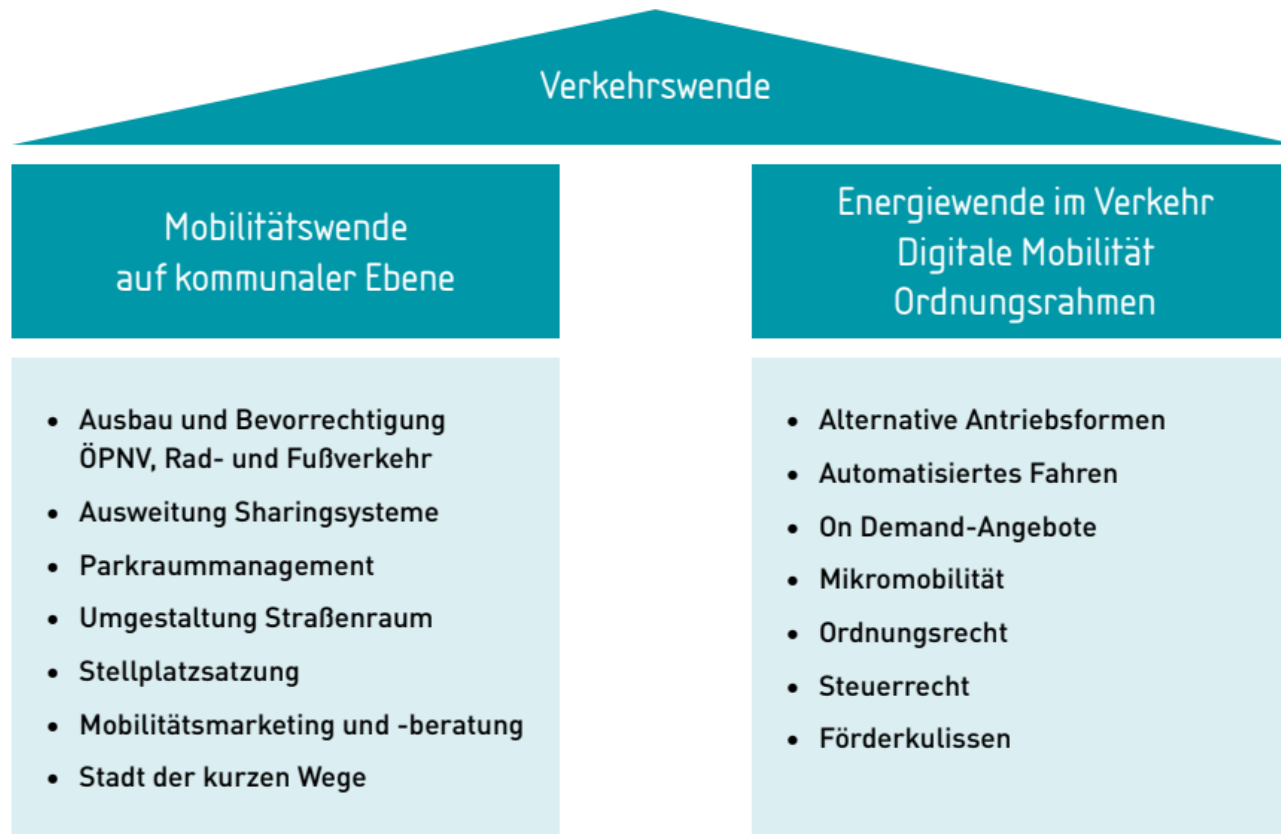 Verkehrswende
Mobilitätswende
auf kommunaler Ebene
• Ausbau und Bevorrechtigung
ÖPNV, Rad- und Fußverkehr
• Ausweitung Sharingsysteme
• Parkraummanagement
• Umgestaltung Straßenraum
• Stellplatzsatzung
• Mobilitätsmarketing und -beratung
• Stadt der kurzen Wege
Energiewende im Verkehr
Digitale Mobilität
Ordnungsrahmen
• Alternative Antriebsformen
• Automatisiertes Fahren
• On Demand-Angebote
• Mikromobilität
• Ordnungsrecht
• Steuerrecht
• Förderkulissen